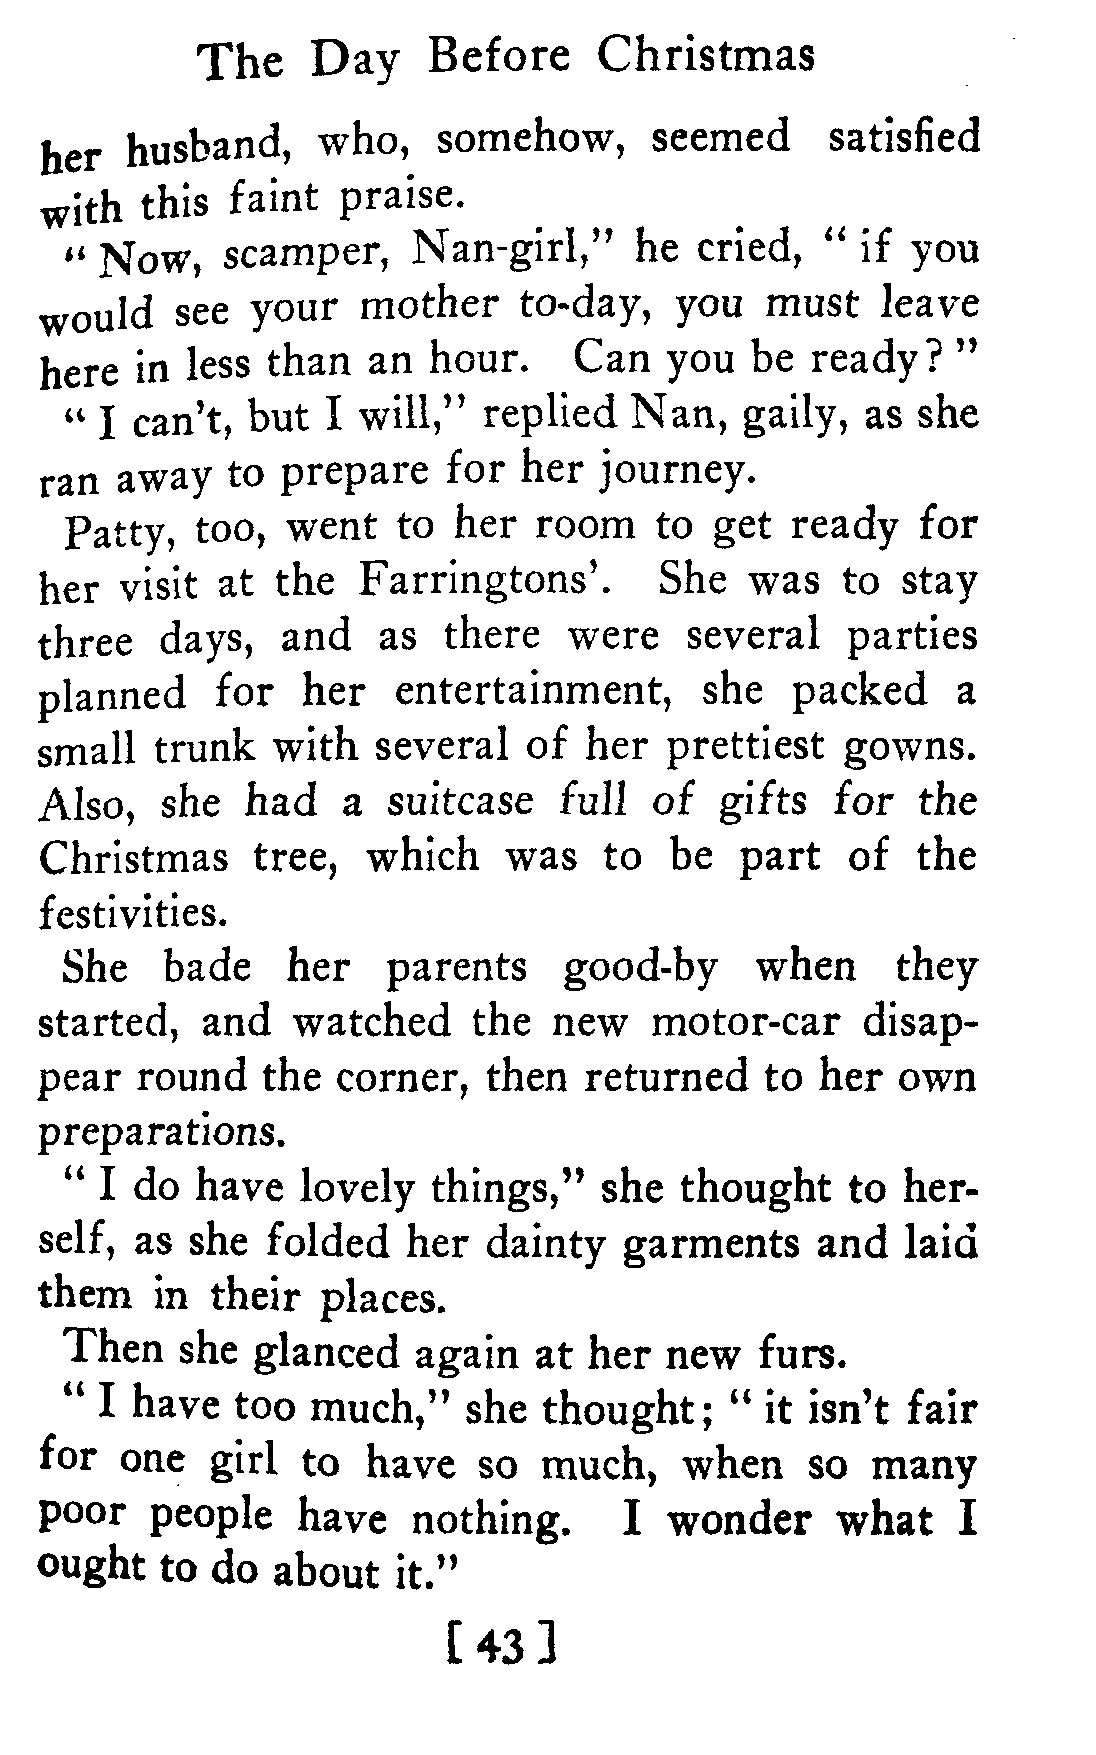 The Day Before Christmas
her husband, who, somehow, seemed satisfied
with this faint praise.
" Now, scamper, Nan-girl," he cried, " if you
would see your mother to-day, you must leave
here in less than an hour. Can you be ready? "
" I can't, but I will," replied Nan, gaily, as she
ran away to prepare for her journey.
Patty, too, went to her room to get ready for
her visit at the Farringtons'. She was to stay
three days, and as there were several parties
planned for her entertainment, she packed a
small trunk with several of her prettiest gowns.
Also, she had a suitcase full of gifts for the
Christmas tree, which was to be part of the
festivities.
She bade her parents good-by when they
started, and watched the new motor-car disap-
pear round the corner, then returned to her own
preparations.
" I do have lovely things," she thought to her-
self, as she folded her dainty garments and laid
them in their places.
Then she glanced again at her new furs.
" I have too much," she thought; " it isn't fair
for one girl to have so much, when so many
poor people have nothing. I wonder what I
ought to do about it."
[ 43 ]